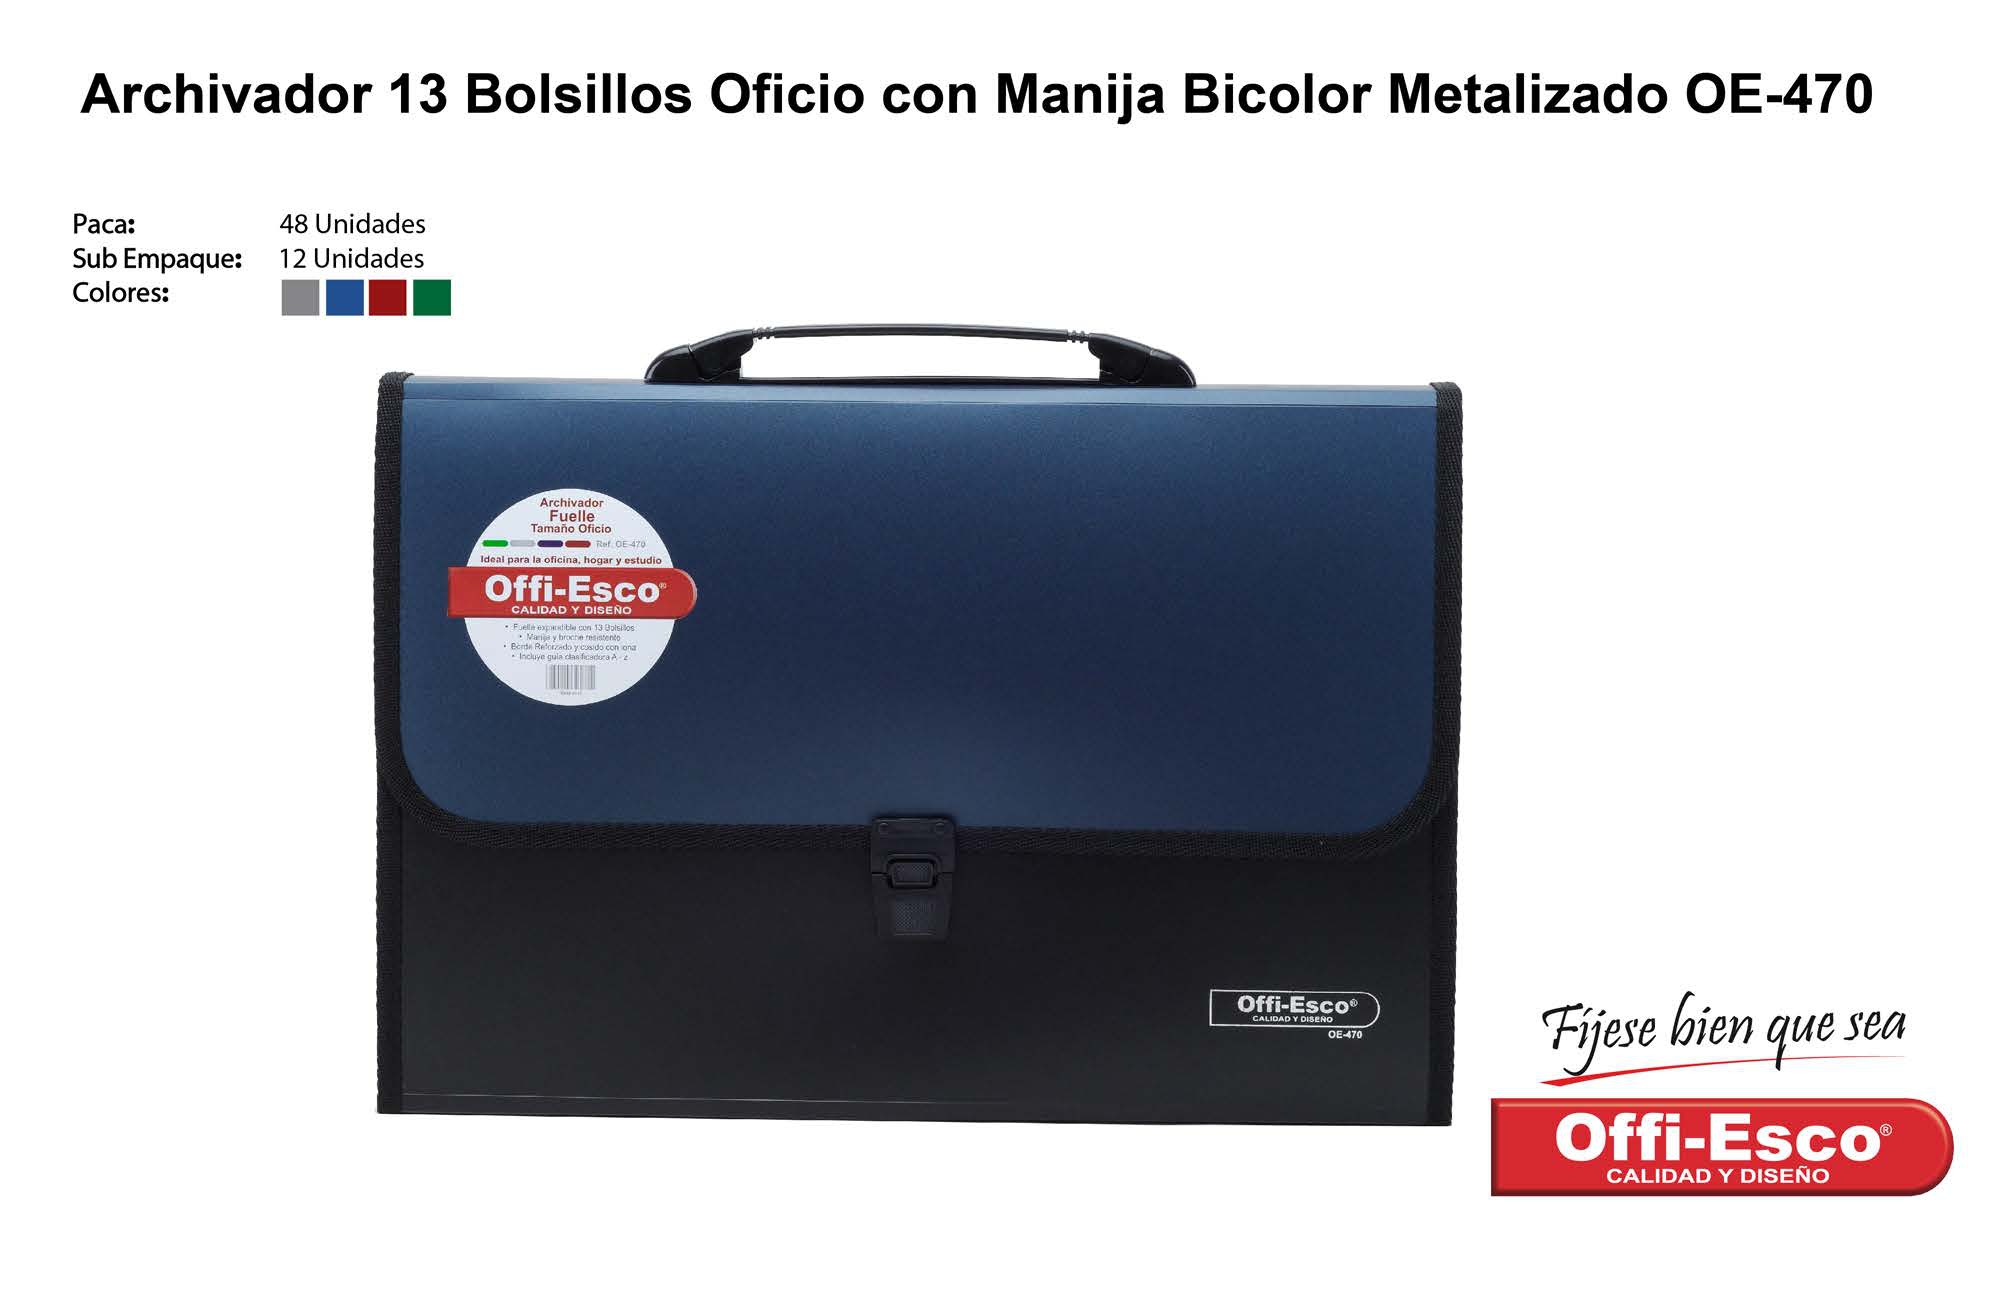 Archivador 13 Bolsillos Oficio con Manija Bicolor Metalizado OE-470
Paca: 48 Unidades
Sub Empaque: 12 Unidades
Colores:
Archivador
Fuelle
Tamaño Oficio
Ref. OE-470
Ideal para la oficina, hogar y estudio
Offi-Esco®
CALIDAD Y DISEÑO
• Fuelle expandible con 13 Bolsillos
• Manija y broche resistente
• Borde Reforzado y cosido con lona
• Incluye guía clasificadora A - z
Offi-Esco®
CALIDAD Y DISEÑO
OE-470
Fíjese bien que sea
Offi-Esco®
CALIDAD Y DISEÑO